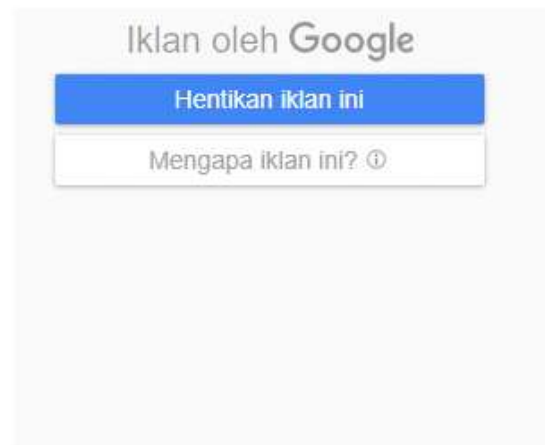 Iklan oleh Google
Hentikan iklan ini
Mengapa iklan ini? ⓘ